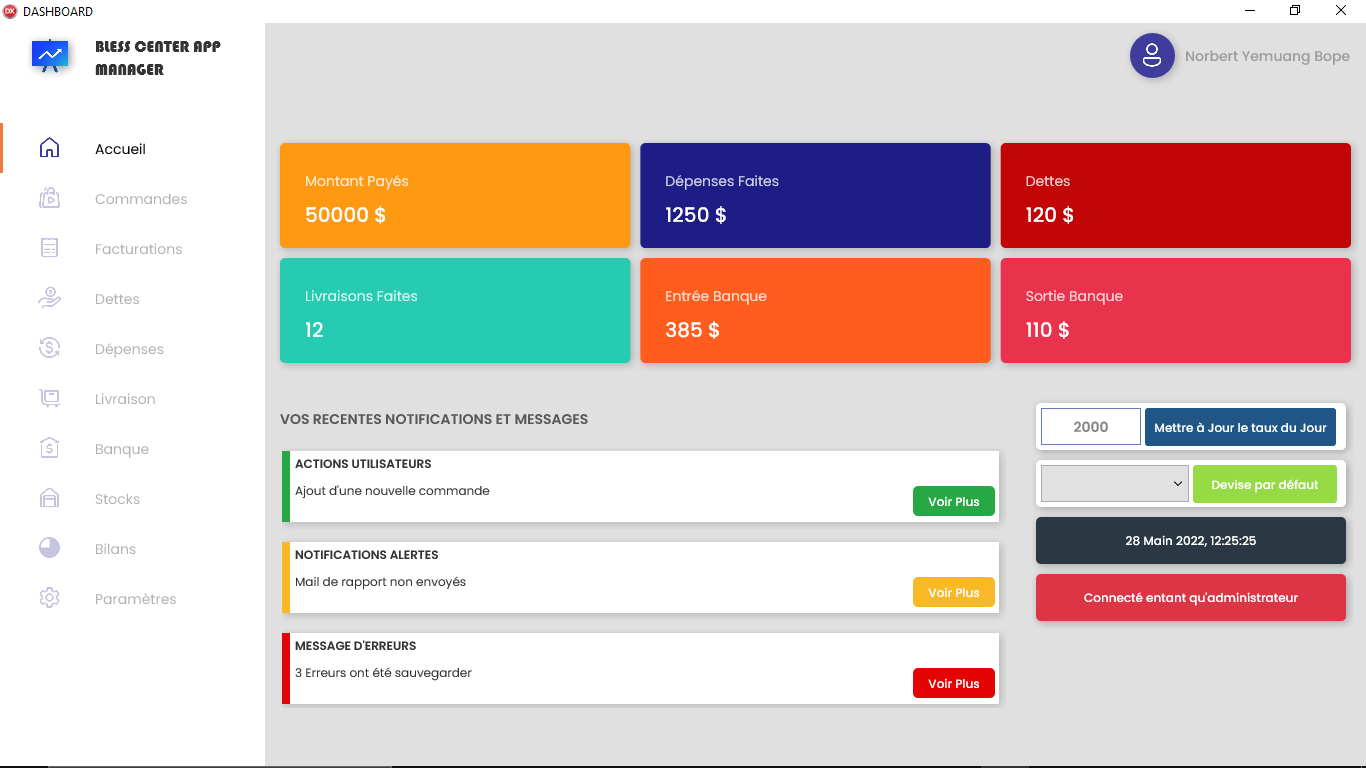 DX DASHBOARD
BLESS CENTER APP
MANAGER
Norbert Yemuang Bope
Accueil
Commandes
Facturations
Dettes
Dépenses
Livraison
Banque
Stocks
Bilans
Paramètres
Montant Payés
50000 $
Dépenses Faites
1250 $
Dettes
120 $
Livraisons Faites
12
Entrée Banque
385 $
Sortie Banque
110 $
VOS RECENTES NOTIFICATIONS ET MESSAGES
ACTIONS UTILISATEURS
Ajout d'une nouvelle commande
Voir Plus
NOTIFICATIONS ALERTES
Mail de rapport non envoyés
Voir Plus
MESSAGE D'ERREURS
3 Erreurs ont été sauvegarder
Voir Plus
2000
Mettre à Jour le taux du Jour
Devise par défaut
28 Main 2022, 12:25:25
Connecté entant qu'administrateur